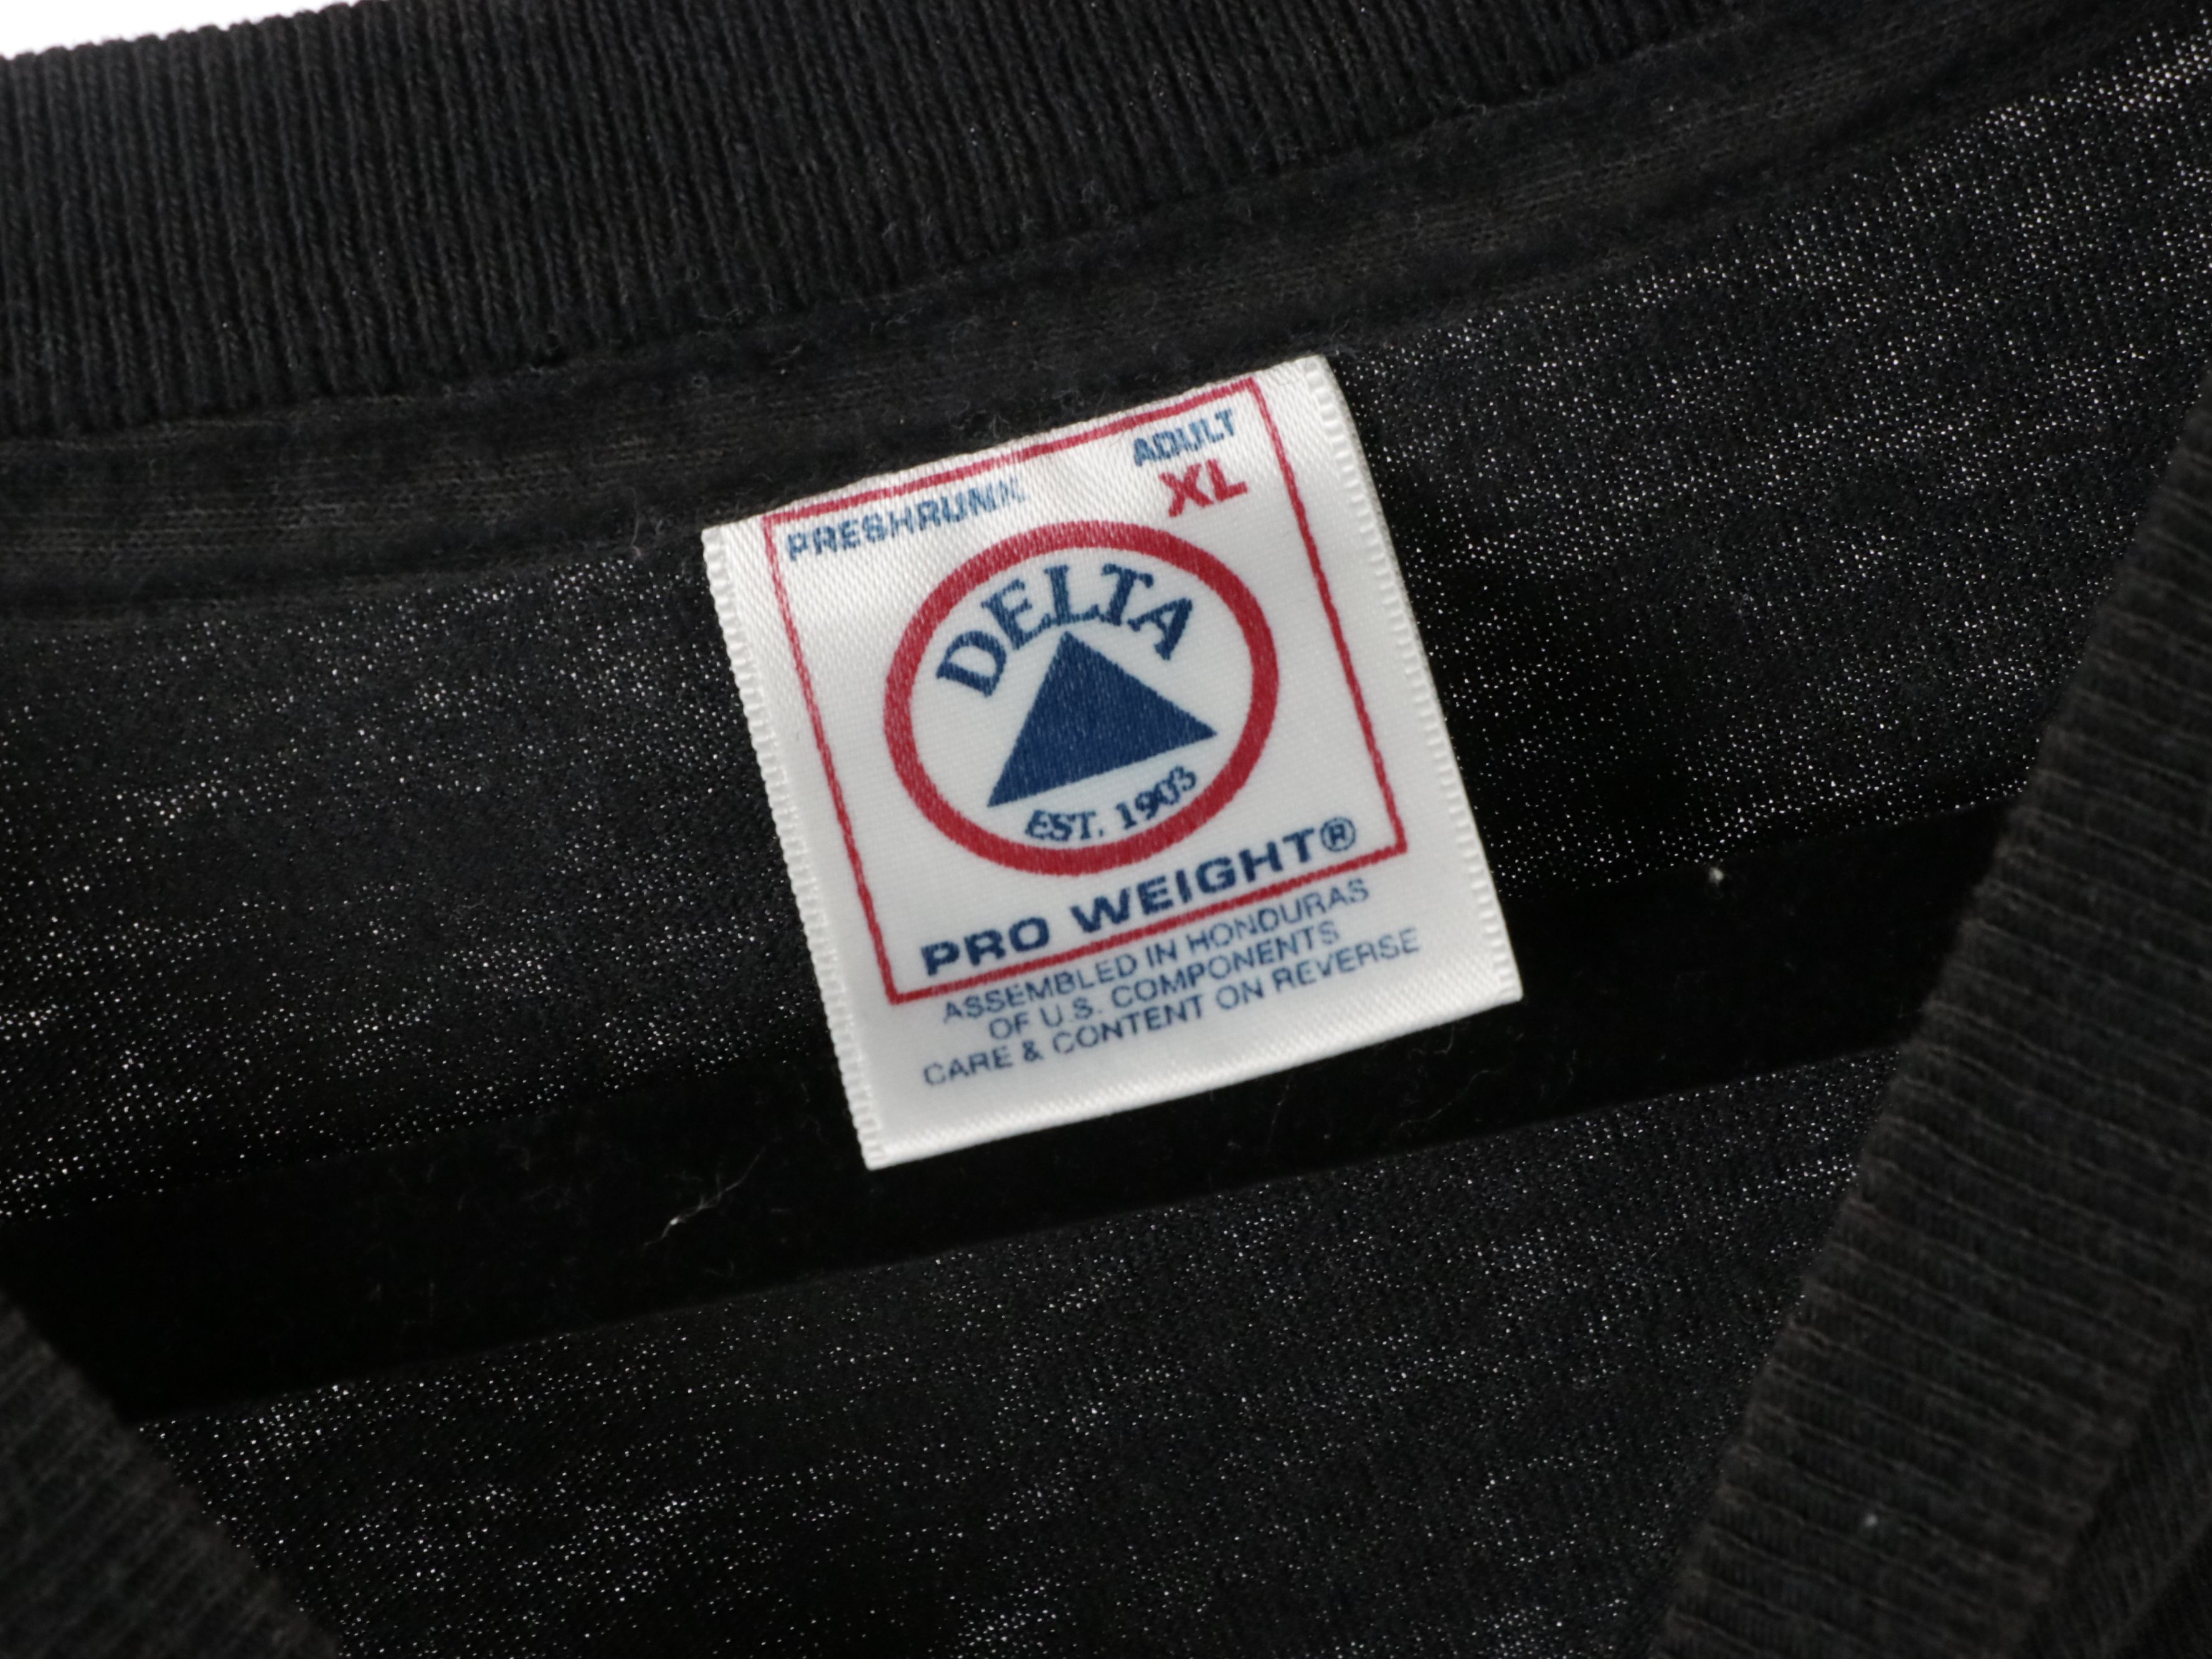 PRESHRUNK
ADULT
XL
DELTA
EST. 1903
PRO WEIGHT®
ASSEMBLED IN HONDURAS
OF U.S. COMPONENTS
CARE & CONTENT ON REVERSE